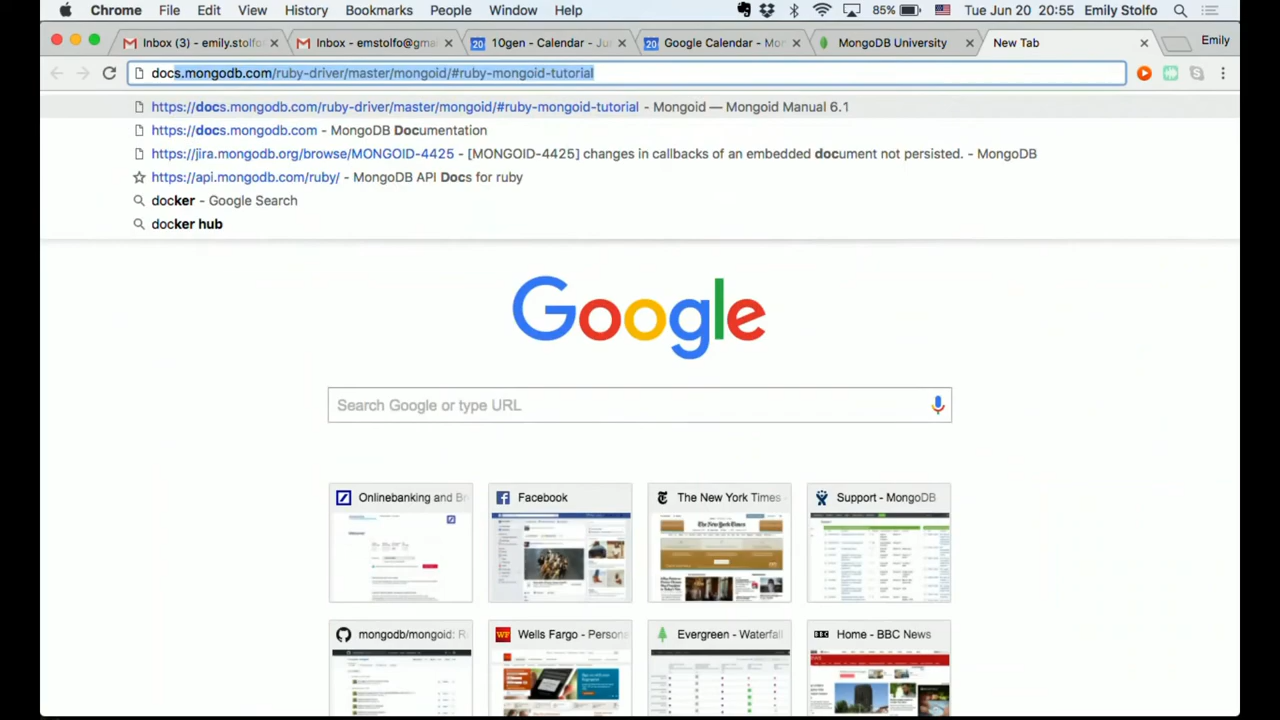 Chrome File Edit View History Bookmarks People Window Help 85% Tue Jun 20 20:55 Emily Stolfo
Inbox (3) - emily.stolfo Inbox - emstolfo@gmai 10gen - Calendar - Jun Google Calendar - Mon MongoDB University New Tab Emily
docs.mongodb.com/ruby-driver/master/mongoid/#ruby-mongoid-tutorial
https://docs.mongodb.com/ruby-driver/master/mongoid/#ruby-mongoid-tutorial - Mongoid — Mongoid Manual 6.1
https://docs.mongodb.com - MongoDB Documentation
https://jira.mongodb.org/browse/MONGOID-4425 - [MONGOID-4425] changes in callbacks of an embedded document not persisted. - MongoDB
https://api.mongodb.com/ruby/ - MongoDB API Docs for ruby
docker - Google Search
docker hub
Google
Search Google or type URL
Onlinebanking and Br Facebook The New York Times - Support - MongoDB
mongodb/mongoid: R Wells Fargo - Persona Evergreen - Waterfall Home - BBC News